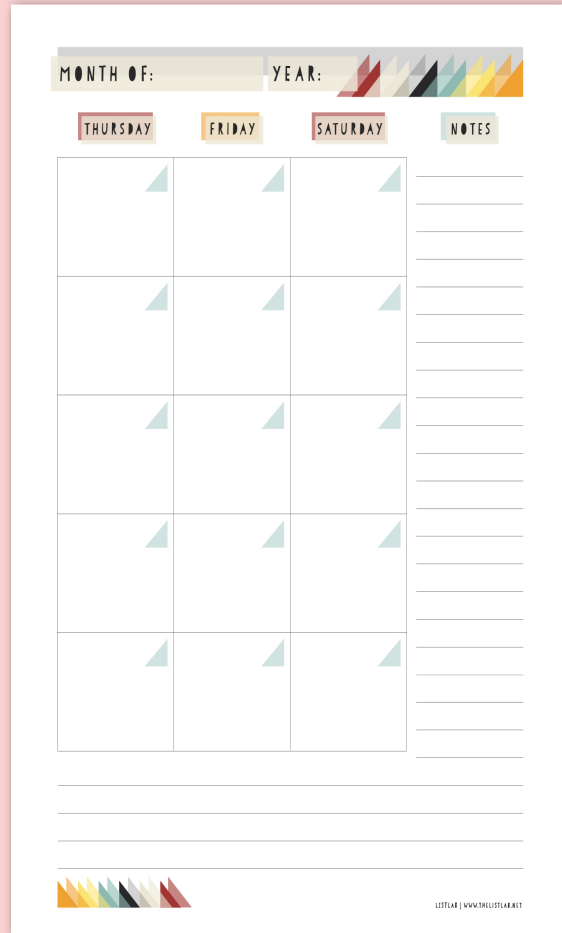 MONTH OF: YEAR:
THURSDAY FRIDAY SATURDAY NOTES
LISTLAB | WWW.THELISTLAB.NET